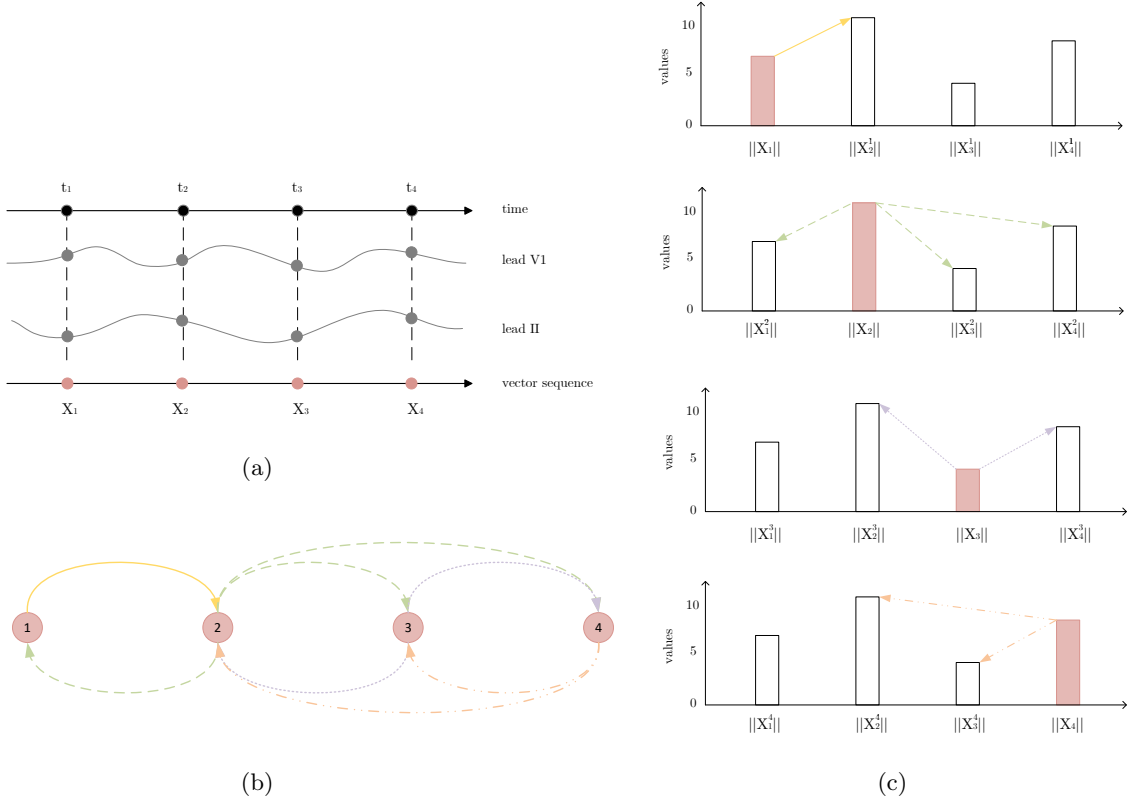 t₁ t₂ t₃ t₄
time
lead V1
lead II
vector sequence
X₁ X₂ X₃ X₄
(a)
1 2 3 4
(b)
values
10
5
0
||X₁|| ||X₂¹|| ||X₃¹|| ||X₄¹||
values
10
5
0
||X₁²|| ||X₂|| ||X₃²|| ||X₄²||
values
10
5
0
||X₁³|| ||X₂³|| ||X₃|| ||X₄³||
values
10
5
0
||X₁⁴|| ||X₂⁴|| ||X₃⁴|| ||X₄||
(c)